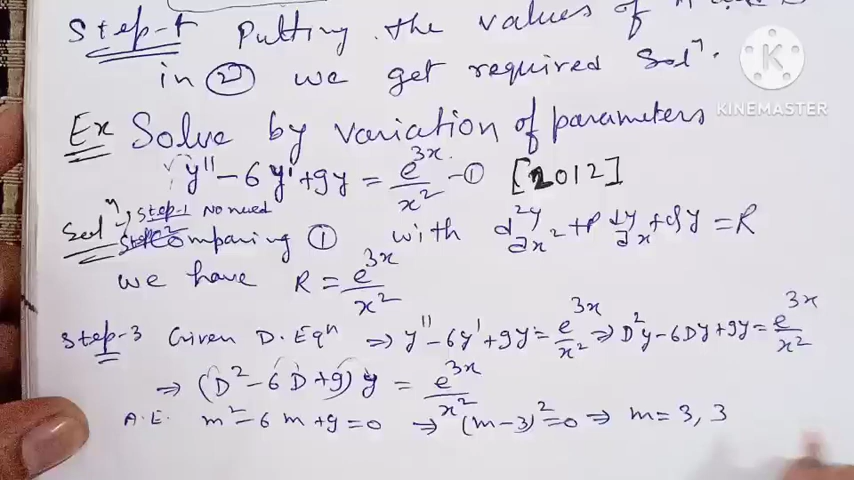 Step-4 Putting the values of
in ② we get required Solⁿ.
K
KINEMASTER
Ex Solve by variation of parameters
y'' - 6y' + 9y = e^3x/x² - ① [2012]
Solⁿ, Step-1 No need
Step-2 Comparing ① with d²y/dx² + P dy/dx + Qy = R
we have R = e^3x/x²
Step-3 Given D. Eqⁿ ⇒ y'' - 6y' + 9y = e^3x/x² ⇒ D²y - 6Dy + 9y = e^3x/x²
⇒ (D² - 6D + 9) y = e^3x/x²
A.E. m² - 6m + 9 = 0 ⇒ (m-3)² = 0 ⇒ m = 3, 3